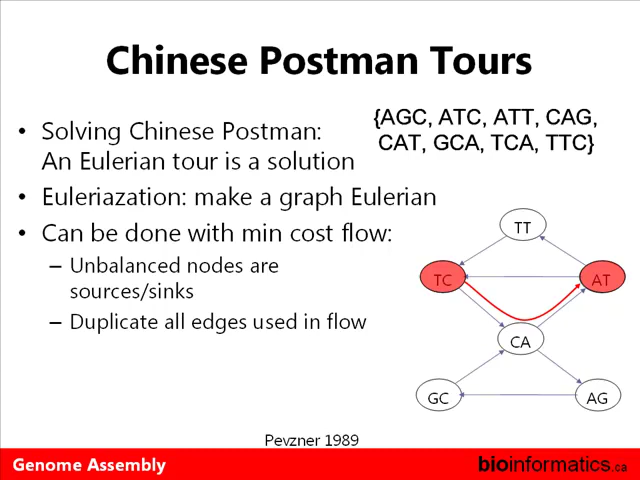 Chinese Postman Tours
• Solving Chinese Postman:
An Eulerian tour is a solution
• Euleriazation: make a graph Eulerian
• Can be done with min cost flow:
– Unbalanced nodes are
sources/sinks
– Duplicate all edges used in flow
{AGC, ATC, ATT, CAG,
CAT, GCA, TCA, TTC}
TT
TC
AT
CA
GC
AG
Pevzner 1989
Genome Assembly
bioinformatics.ca